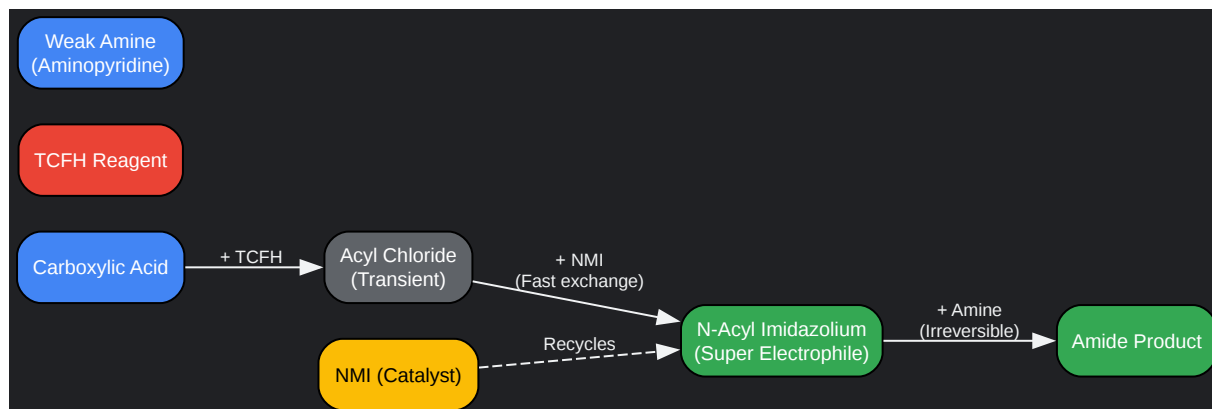 Weak Amine
(Aminopyridine)
TCFH Reagent
Carboxylic Acid
+ TCFH
Acyl Chloride
(Transient)
+ NMI
(Fast exchange)
NMI (Catalyst)
Recycles
N-Acyl Imidazolium
(Super Electrophile)
+ Amine
(Irreversible)
Amide Product